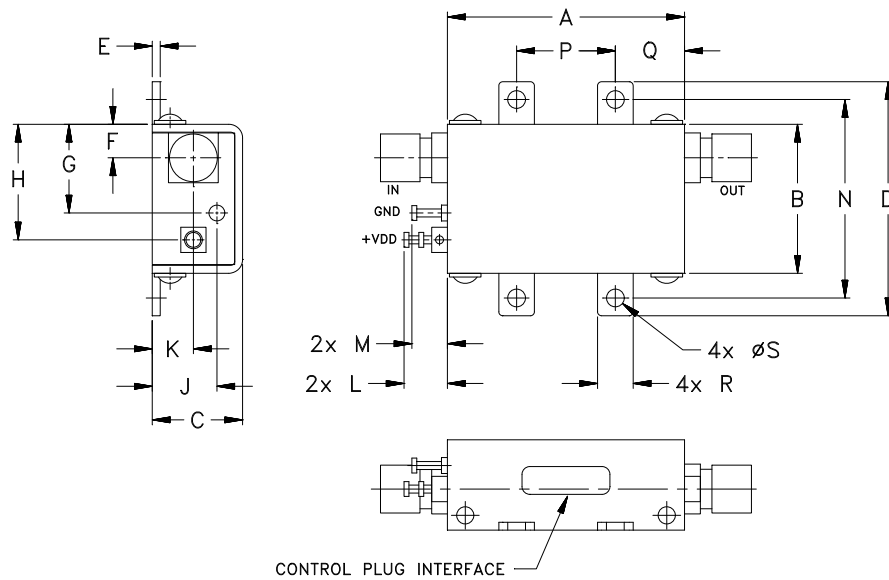 A
E
P
Q
F
G
H
IN
OUT
GND
+VDD
B
N
D
K
J
C
2x M
2x L
4x øS
4x R
CONTROL PLUG INTERFACE